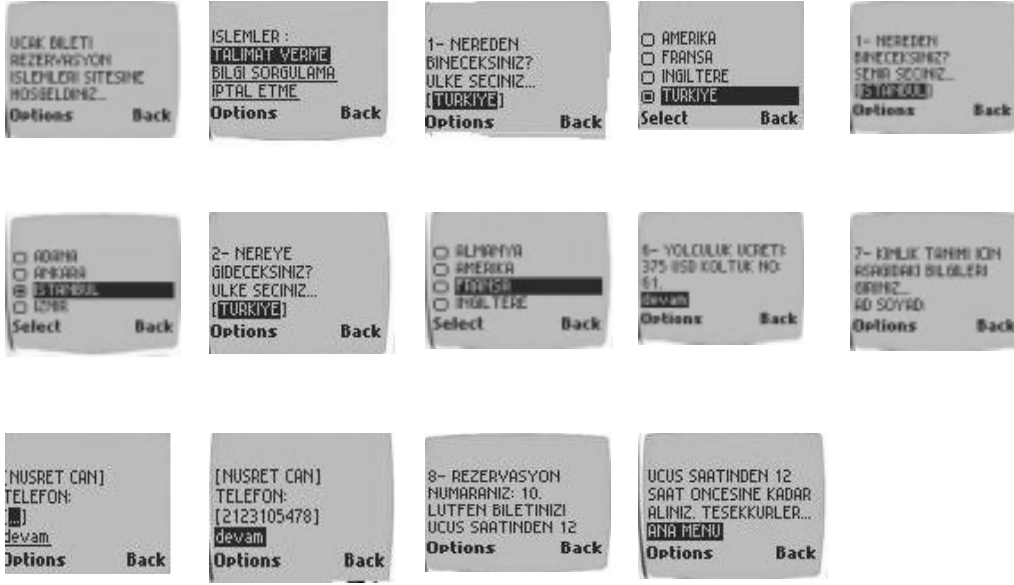 UCAK BILETI
REZERVASYON
ISLEMLERI SITESINE
HOSGELDINIZ...
Options Back
ISLEMLER :
TALIMAT VERME
BILGI SORGULAMA
IPTAL ETME
Options Back
1- NEREDEN
BINECEKSINIZ?
ULKE SECINIZ...
[TURKIYE]
Options Back
AMERIKA
FRANSA
INGILTERE
TURKIYE
Select Back
1- NEREDEN
BINECEKSINIZ?
SEHIR SECINIZ...
[ISTANBUL]
Options Back
ADANA
ANKARA
ISTANBUL
IZMIR
Select Back
2- NEREYE
GIDECEKSINIZ?
ULKE SECINIZ...
[TURKIYE]
Options Back
ALMANYA
AMERIKA
FRANSA
INGILTERE
Select Back
6- YOLCULUK UCRETI:
375 USD KOLTUK NO:
61.
devam
Options Back
7- KIMLIK TANIMI ICIN
ASAGIDAKI BILGILERI
GIRINIZ...
AD SOYAD:
Options Back
[NUSRET CAN]
TELEFON:
[...]
devam
Options Back
[NUSRET CAN]
TELEFON:
[2123105478]
devam
Options Back
8- REZERVASYON
NUMARANIZ: 10.
LUTFEN BILETINIZI
UCUS SAATINDEN 12
Options Back
UCUS SAATINDEN 12
SAAT ONCESINE KADAR
ALINIZ. TESEKKURLER...
ANA MENU
Options Back